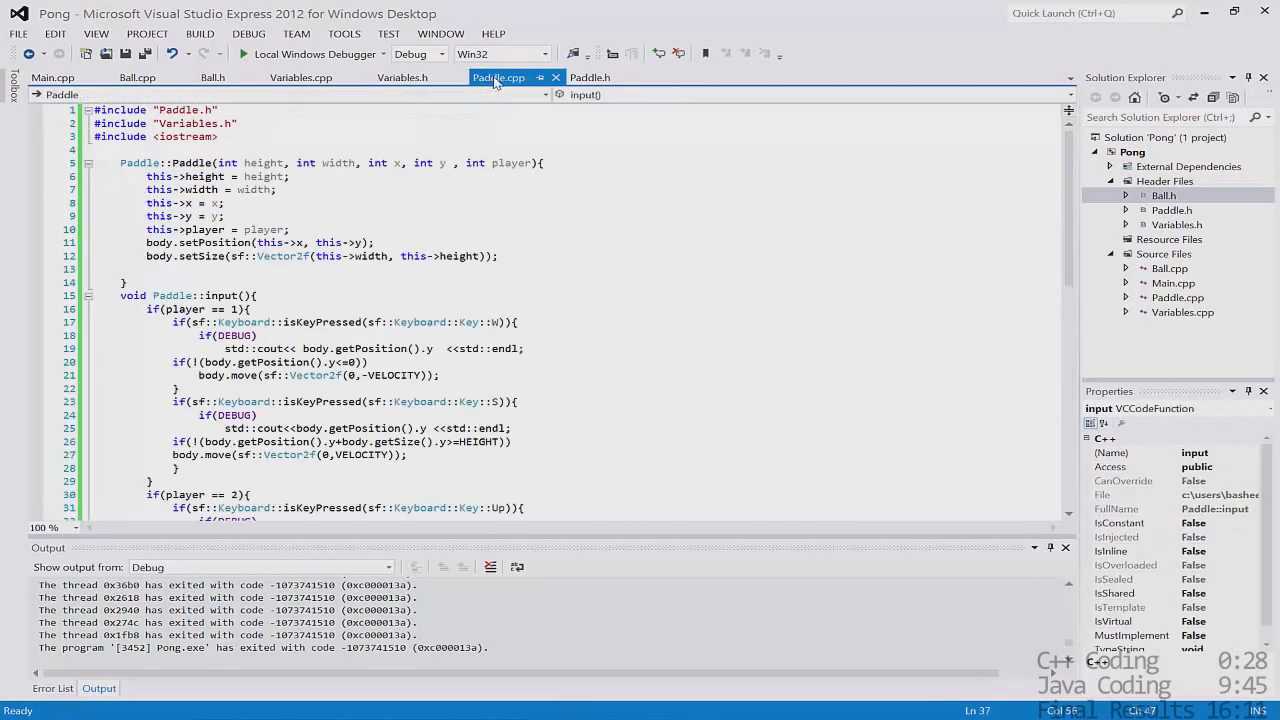 Pong - Microsoft Visual Studio Express 2012 for Windows Desktop
Quick Launch (Ctrl+Q)
FILE EDIT VIEW PROJECT BUILD DEBUG TEAM TOOLS TEST WINDOW HELP
Local Windows Debugger Debug Win32
Toolbox
Main.cpp Ball.cpp Ball.h Variables.cpp Variables.h Paddle.cpp Paddle.h
Paddle input()
1 #include "Paddle.h"
2 #include "Variables.h"
3 #include <iostream>
4
5 Paddle::Paddle(int height, int width, int x, int y , int player){
6 this->height = height;
7 this->width = width;
8 this->x = x;
9 this->y = y;
10 this->player = player;
11 body.setPosition(this->x, this->y);
12 body.setSize(sf::Vector2f(this->width, this->height));
13
14 }
15 void Paddle::input(){
16 if(player == 1){
17 if(sf::Keyboard::isKeyPressed(sf::Keyboard::Key::W)){
18 if(DEBUG)
19 std::cout<< body.getPosition().y  <<std::endl;
20 if(!(body.getPosition().y<=0))
21 body.move(sf::Vector2f(0,-VELOCITY));
22 }
23 if(sf::Keyboard::isKeyPressed(sf::Keyboard::Key::S)){
24 if(DEBUG)
25 std::cout<<body.getPosition().y <<std::endl;
26 if(!(body.getPosition().y+body.getSize().y>=HEIGHT))
27 body.move(sf::Vector2f(0,VELOCITY));
28 }
29 }
30 if(player == 2){
31 if(sf::Keyboard::isKeyPressed(sf::Keyboard::Key::Up)){
if(DEBUG)
100 %
Output
Show output from: Debug
The thread 0x36b0 has exited with code -1073741510 (0xc000013a).
The thread 0x2618 has exited with code -1073741510 (0xc000013a).
The thread 0x2940 has exited with code -1073741510 (0xc000013a).
The thread 0x274c has exited with code -1073741510 (0xc000013a).
The thread 0x1fb8 has exited with code -1073741510 (0xc000013a).
The program '[3452] Pong.exe' has exited with code -1073741510 (0xc000013a).
Error List Output
Ready Ln 37 Col 56 Ch 47 INS
Solution Explorer
Search Solution Explorer
Solution 'Pong' (1 project)
Pong
External Dependencies
Header Files
Ball.h
Paddle.h
Variables.h
Resource Files
Source Files
Ball.cpp
Main.cpp
Paddle.cpp
Variables.cpp
Properties
input VCCodeFunction
C++
(Name) input
Access public
CanOverride False
File c:\users\bashee
FullName Paddle::input
IsConstant False
IsInjected False
IsInline False
IsOverloaded False
IsSealed False
IsShared False
IsTemplate False
IsVirtual False
MustImplement False
TypeString void
C++
C++ Coding 0:28
Java Coding 9:45
Final Results 16:11